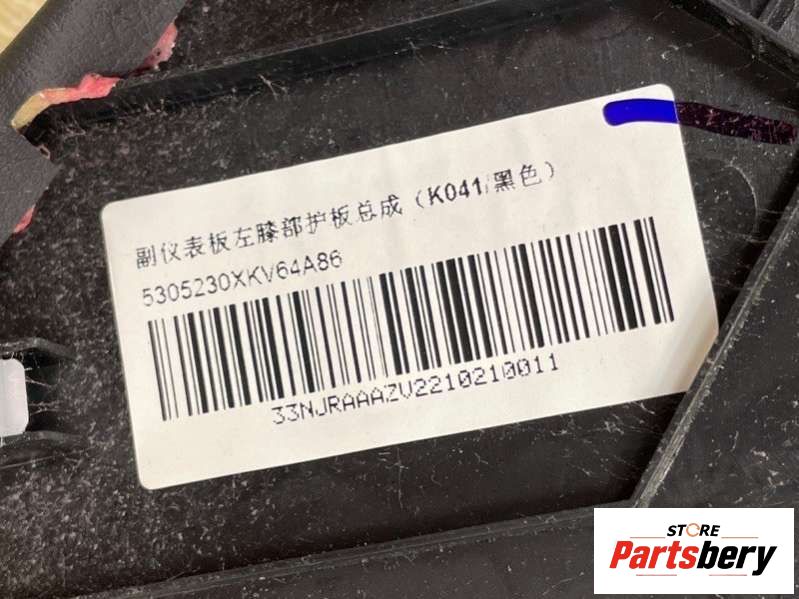 副仪表板左膝部护板总成（K041/黑色）
5305230XKV64A86
33NJRAAAZV2210210011
STORE
Partsbery